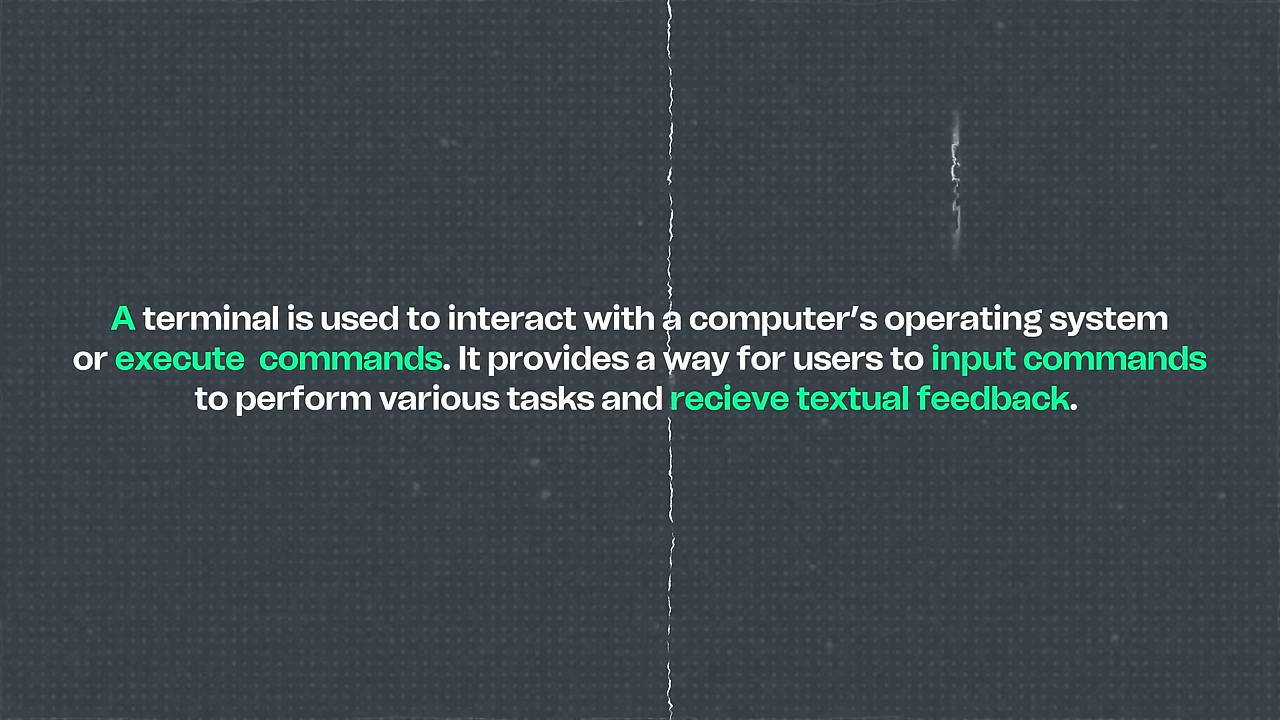 A terminal is used to interact with a computer’s operating system
or execute  commands. It provides a way for users to input commands
to perform various tasks and recieve textual feedback.